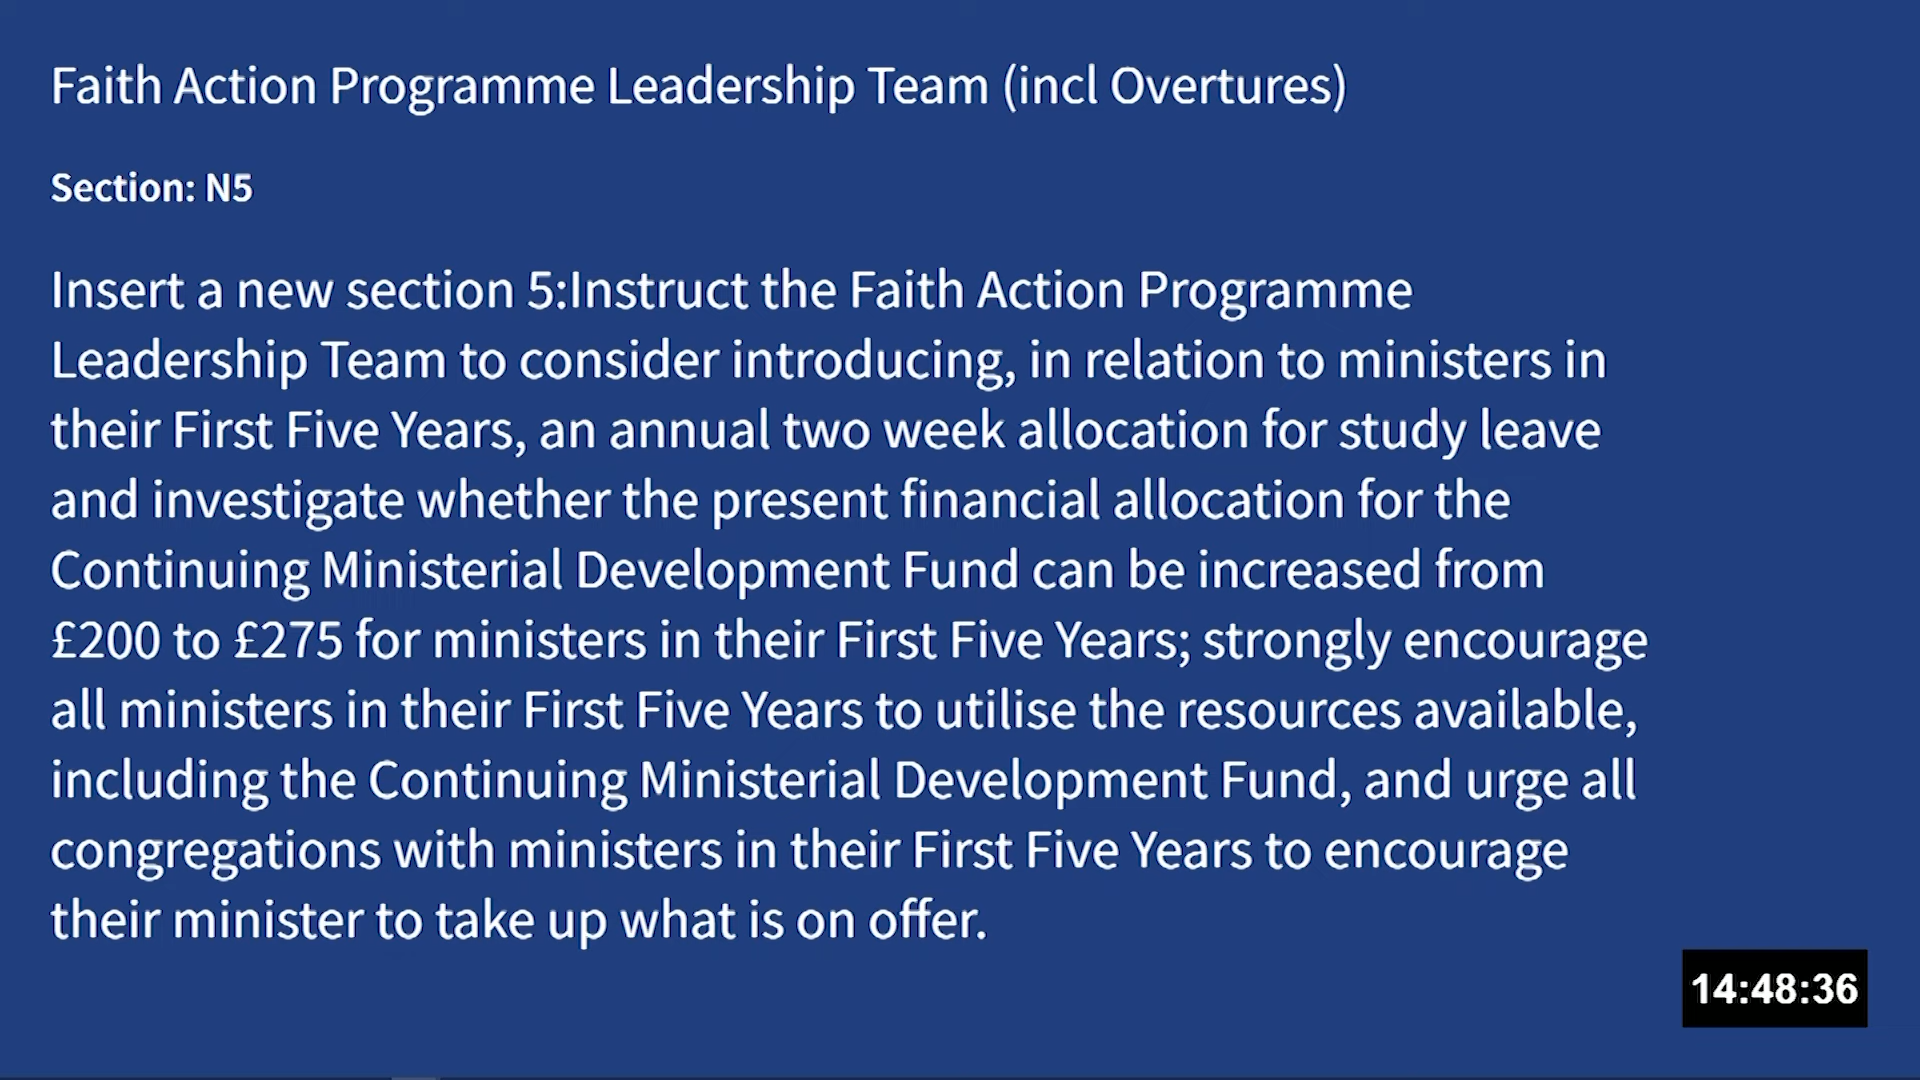 Faith Action Programme Leadership Team (incl Overtures)
Section: N5
Insert a new section 5:Instruct the Faith Action Programme
Leadership Team to consider introducing, in relation to ministers in
their First Five Years, an annual two week allocation for study leave
and investigate whether the present financial allocation for the
Continuing Ministerial Development Fund can be increased from
£200 to £275 for ministers in their First Five Years; strongly encourage
all ministers in their First Five Years to utilise the resources available,
including the Continuing Ministerial Development Fund, and urge all
congregations with ministers in their First Five Years to encourage
their minister to take up what is on offer.
14:48:36